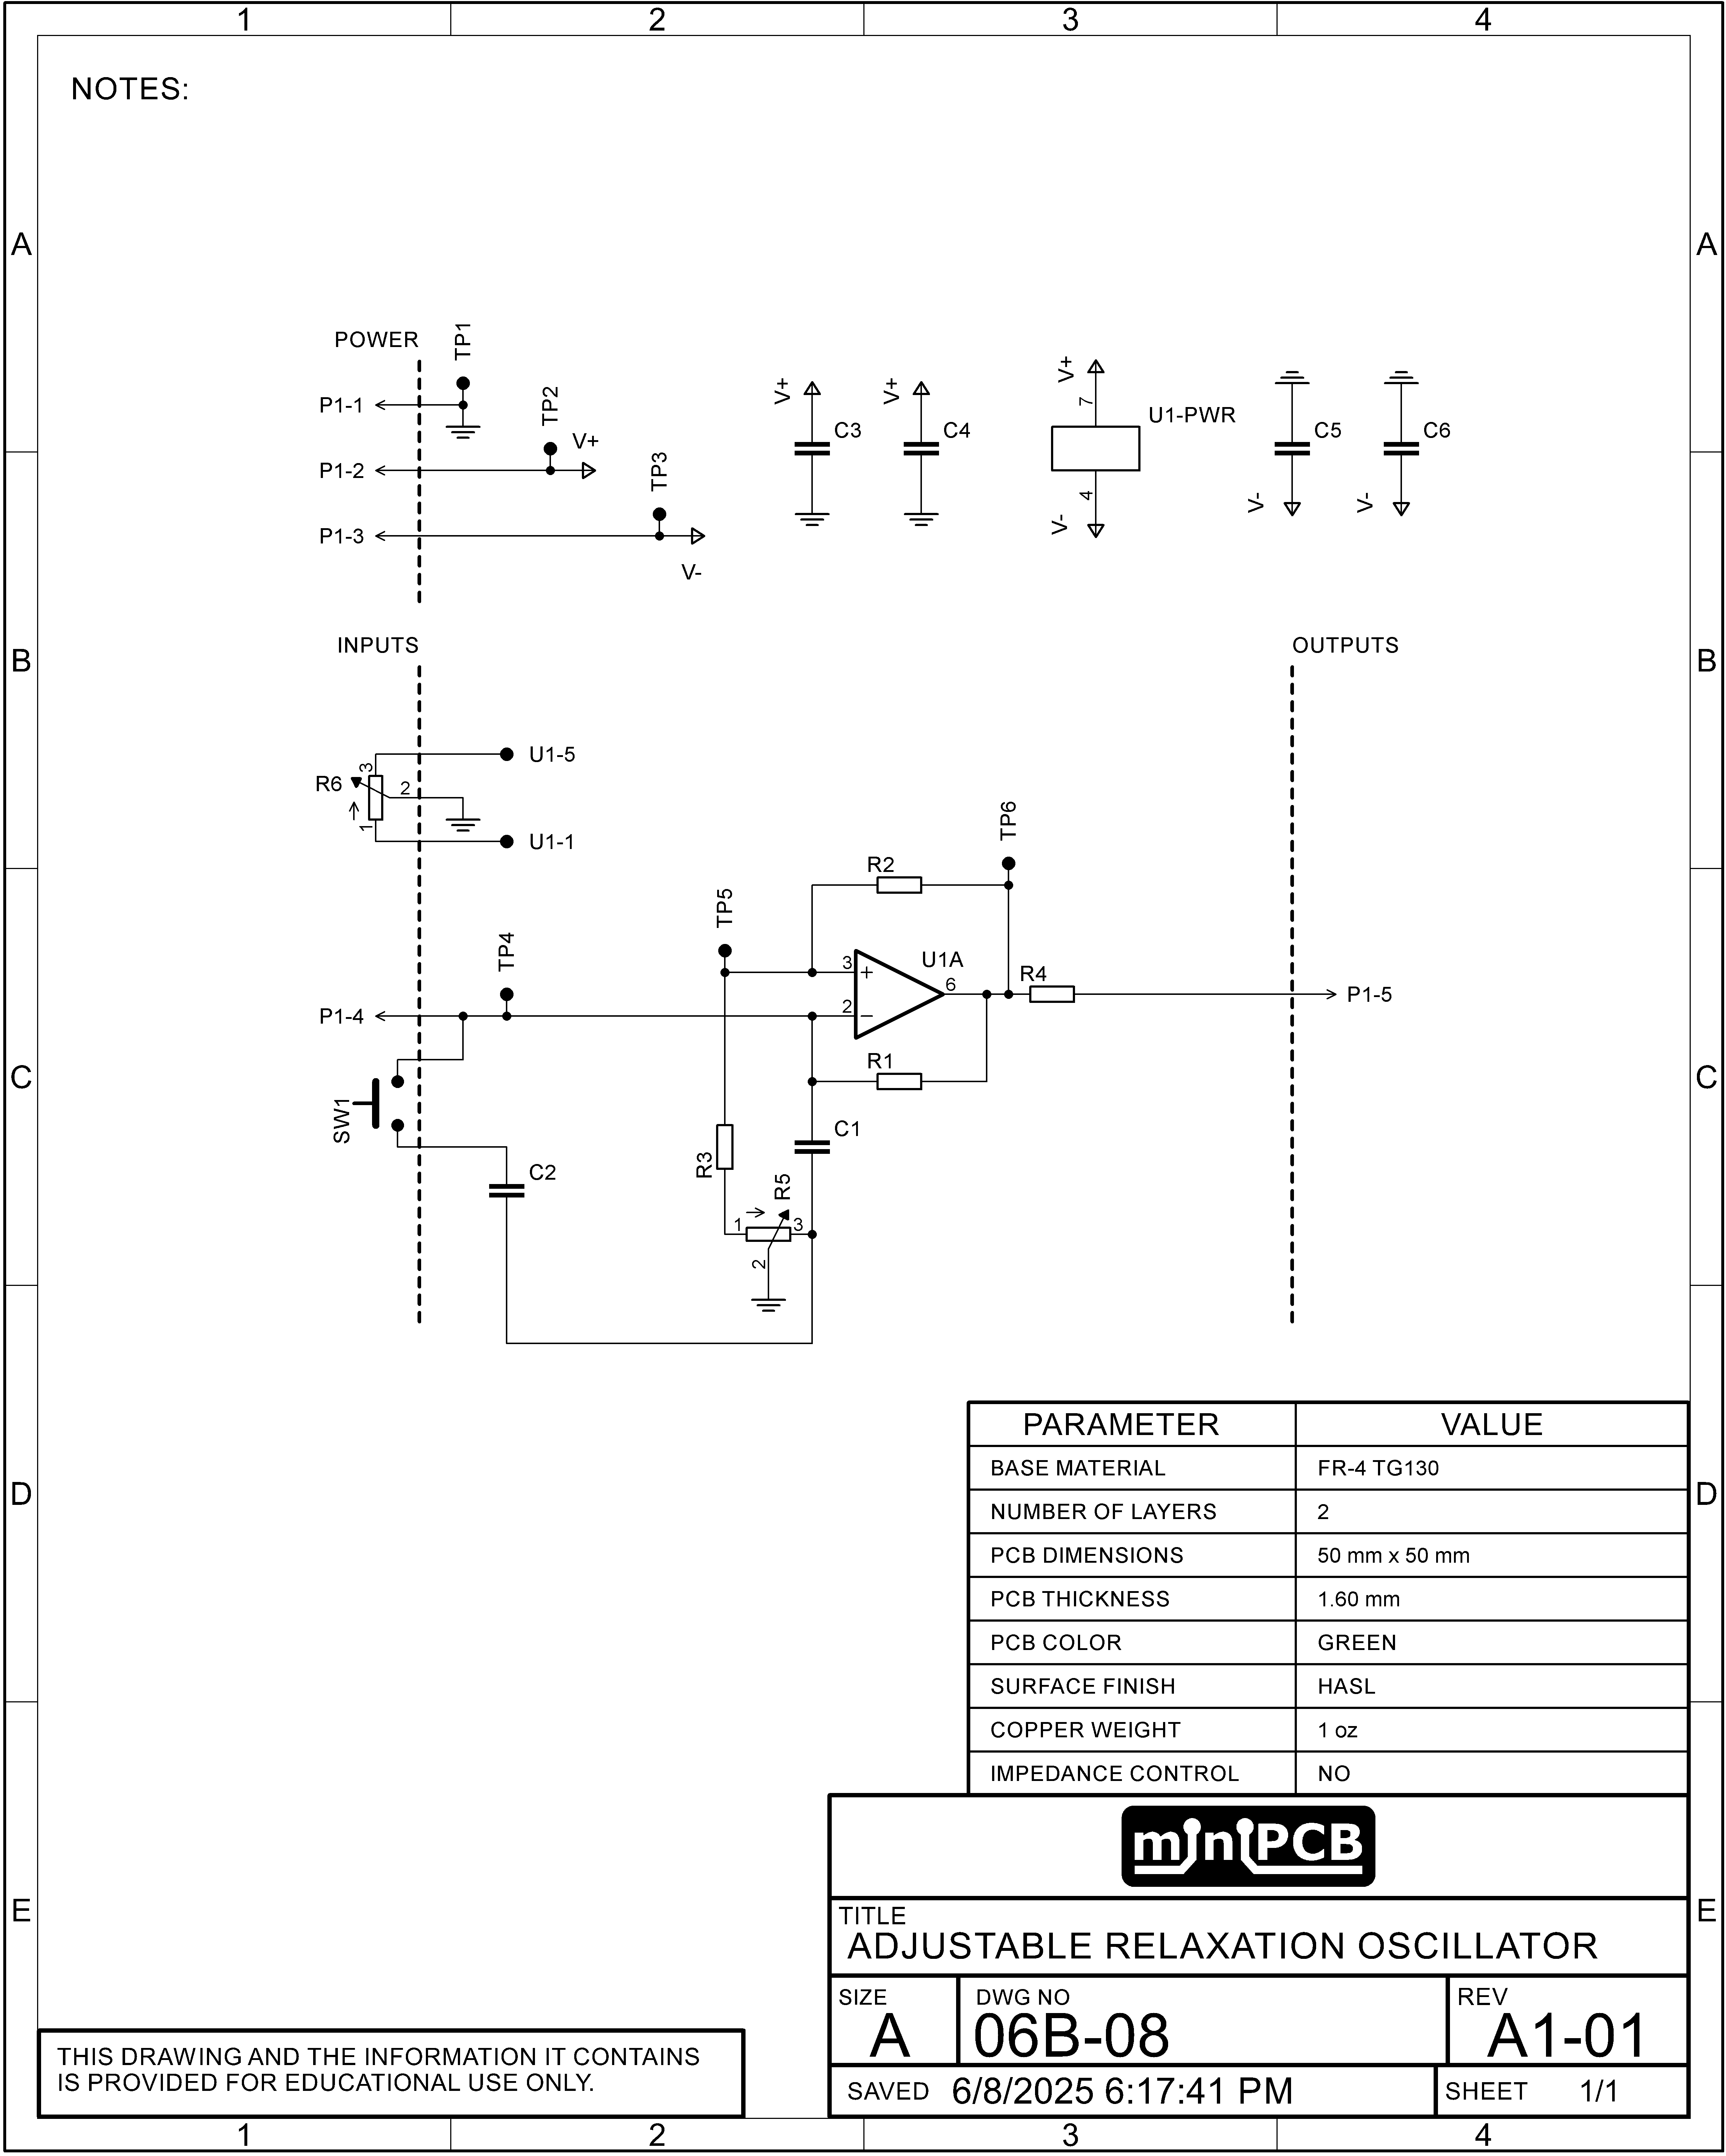 1 2 3 4
NOTES:
A A
POWER
TP1
P1-1
TP2
V+
P1-2
TP3
P1-3
V-
V+
C3
V+
C4
V+
7
U1-PWR
4
V-
C5
V-
C6
V-
B B
INPUTS
OUTPUTS
3
U1-5
R6
2
1
U1-1
TP6
R2
TP5
TP4
3
+
U1A
6
R4
P1-5
P1-4
2
−
R1
C C
SW1
C1
C2
R3
R5
1
3
2
PARAMETER VALUE
BASE MATERIAL FR-4 TG130
NUMBER OF LAYERS 2
PCB DIMENSIONS 50 mm x 50 mm
PCB THICKNESS 1.60 mm
PCB COLOR GREEN
SURFACE FINISH HASL
COPPER WEIGHT 1 oz
IMPEDANCE CONTROL NO
D D
miniPCB
TITLE
ADJUSTABLE RELAXATION OSCILLATOR
E E
SIZE DWG NO REV
A 06B-08 A1-01
SAVED 6/8/2025 6:17:41 PM SHEET 1/1
THIS DRAWING AND THE INFORMATION IT CONTAINS
IS PROVIDED FOR EDUCATIONAL USE ONLY.
1 2 3 4